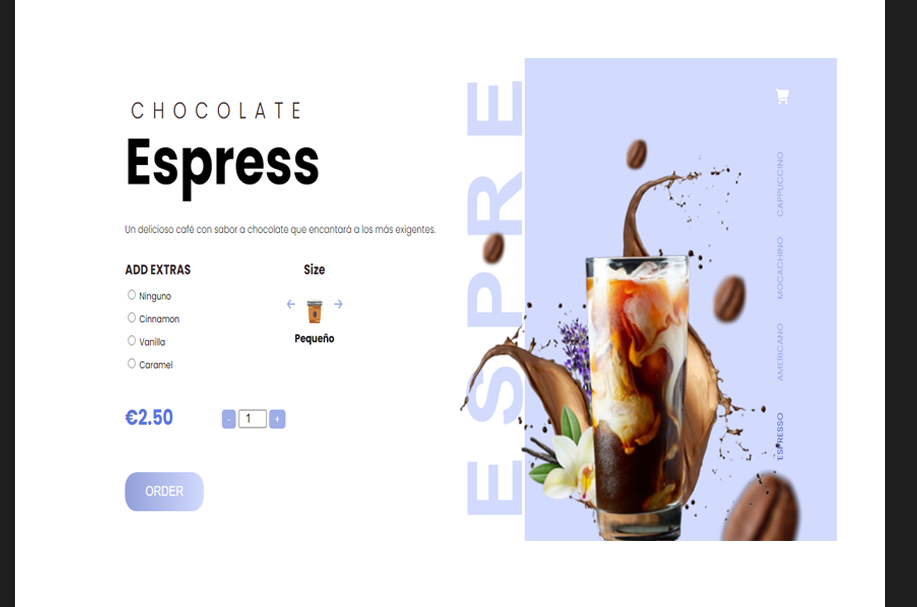 CHOCOLATE
Espress
Un delicioso café con sabor a chocolate que encantará a los más exigentes.
ADD EXTRAS
Size
Ninguno
Cinnamon
Vanilla
Caramel
←
→
Pequeño
€2.50
-
1
+
ORDER
ESPRE
CAPPUCCINO
MOCACHINO
AMERICANO
ESPRESSO